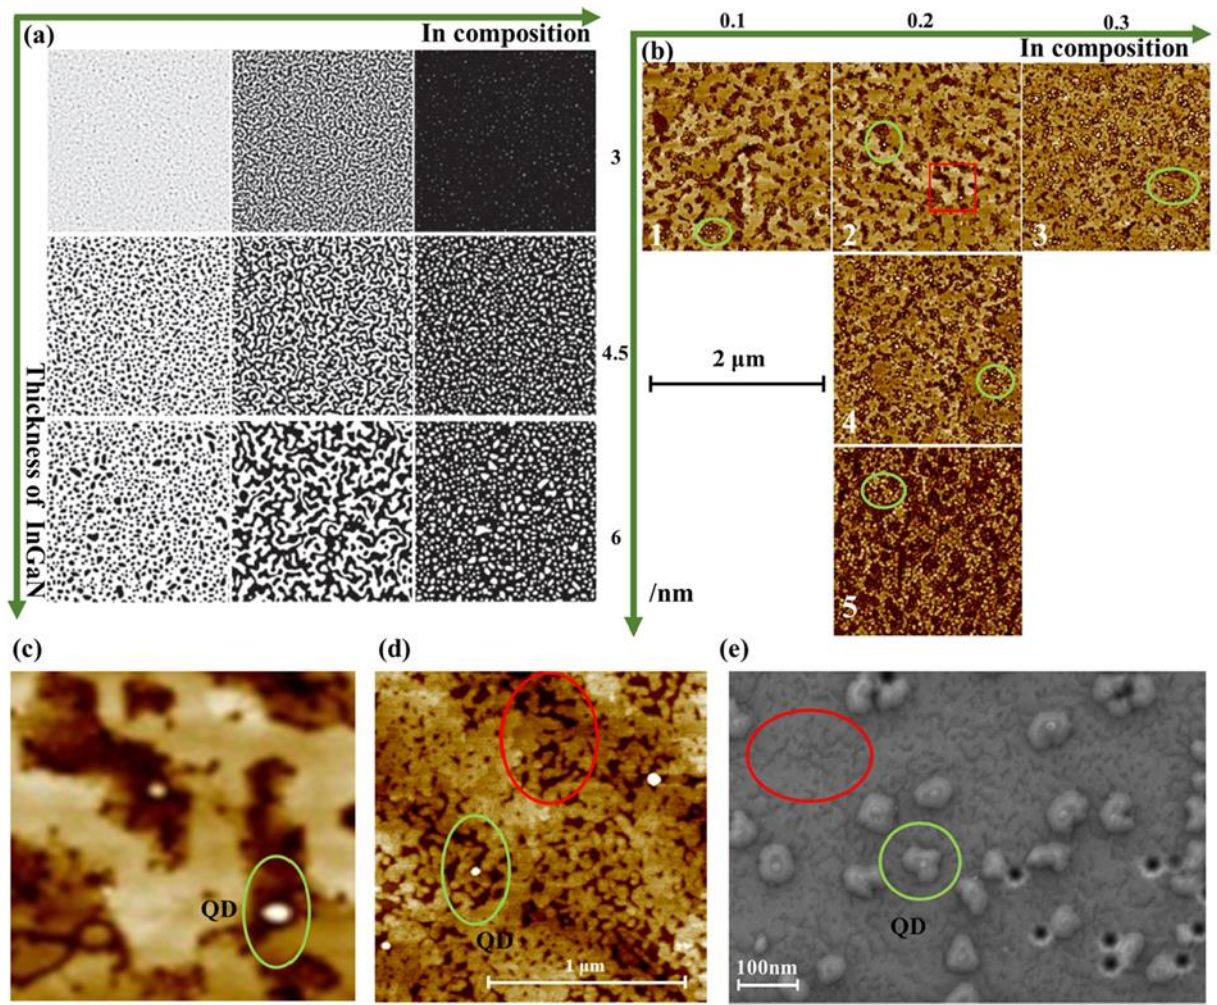 (a)
In composition
Thickness of InGaN
0.1 0.2 0.3
(b)
In composition
3
4.5
6
/nm
1 2 3
2 μm
4
5
(c) (d) (e)
QD
QD
1 μm
QD
100nm